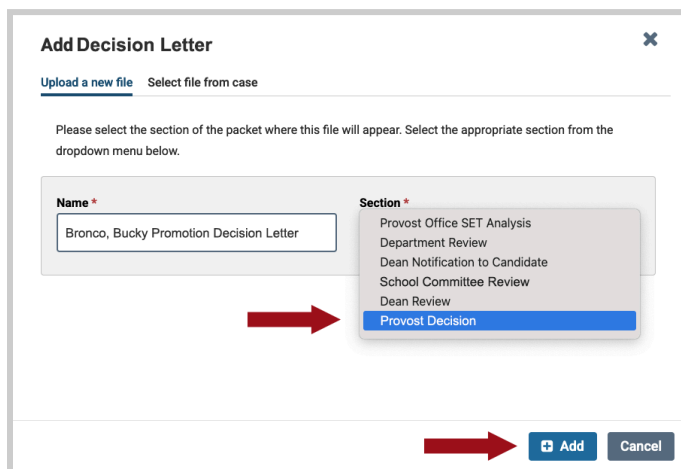 Add Decision Letter
Upload a new file Select file from case
Please select the section of the packet where this file will appear. Select the appropriate section from the
dropdown menu below.
Name *
Bronco, Bucky Promotion Decision Letter
Section *
Provost Office SET Analysis
Department Review
Dean Notification to Candidate
School Committee Review
Dean Review
Provost Decision
Add Cancel